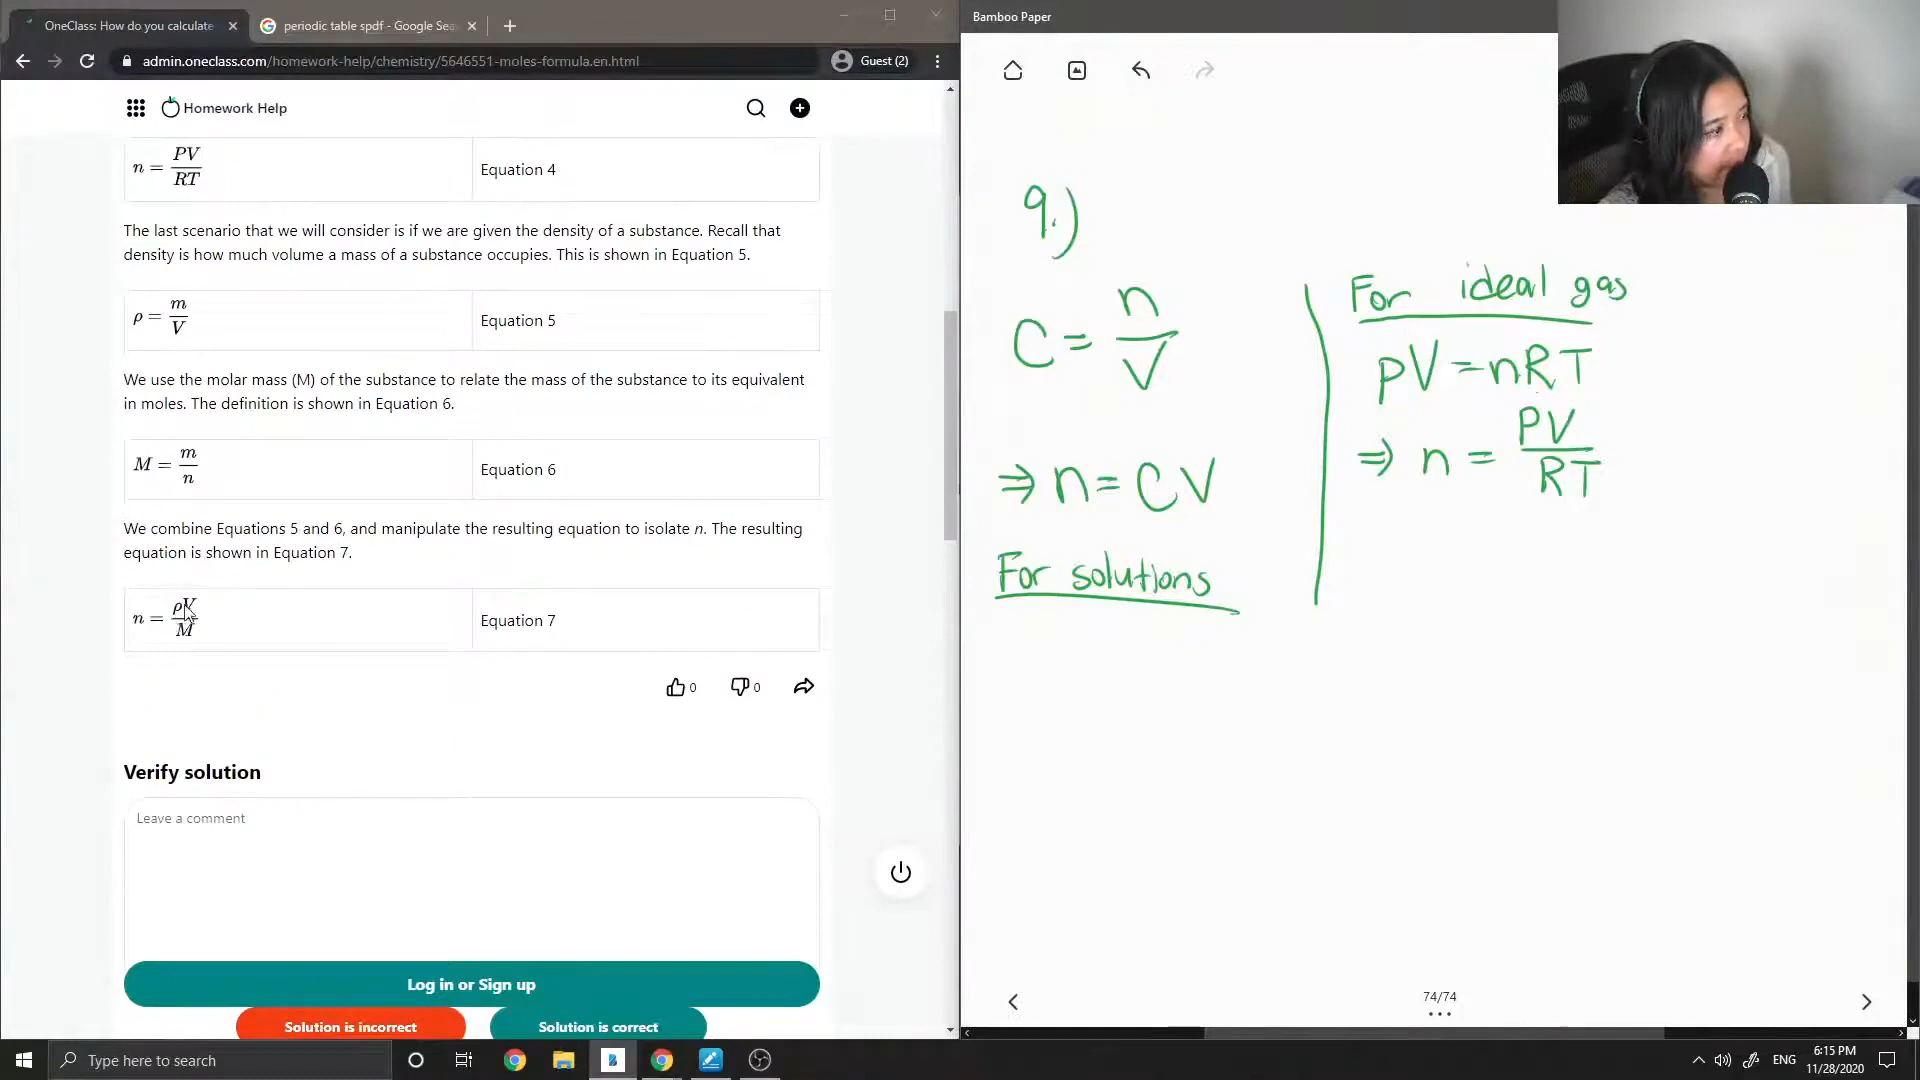 OneClass: How do you calculate
periodic table spdf - Google Sea
admin.oneclass.com/homework-help/chemistry/5646551-moles-formula.en.html
Guest (2)
Homework Help
n = PV/RT
Equation 4
The last scenario that we will consider is if we are given the density of a substance. Recall that
density is how much volume a mass of a substance occupies. This is shown in Equation 5.
ρ = m/V
Equation 5
We use the molar mass (M) of the substance to relate the mass of the substance to its equivalent
in moles. The definition is shown in Equation 6.
M = m/n
Equation 6
We combine Equations 5 and 6, and manipulate the resulting equation to isolate n. The resulting
equation is shown in Equation 7.
n = ρV/M
Equation 7
0
0
Verify solution
Leave a comment
Log in or Sign up
Solution is incorrect
Solution is correct
Type here to search
Bamboo Paper
9.)
C = n/V
⇒ n = CV
For solutions
For ideal gas
PV = nRT
⇒ n = PV/RT
74/74
ENG
6:15 PM
11/28/2020